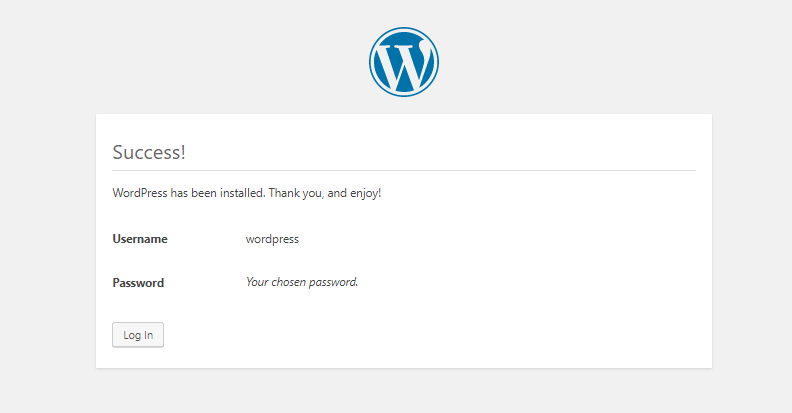 Success!
WordPress has been installed. Thank you, and enjoy!
Username wordpress
Password Your chosen password.
Log In